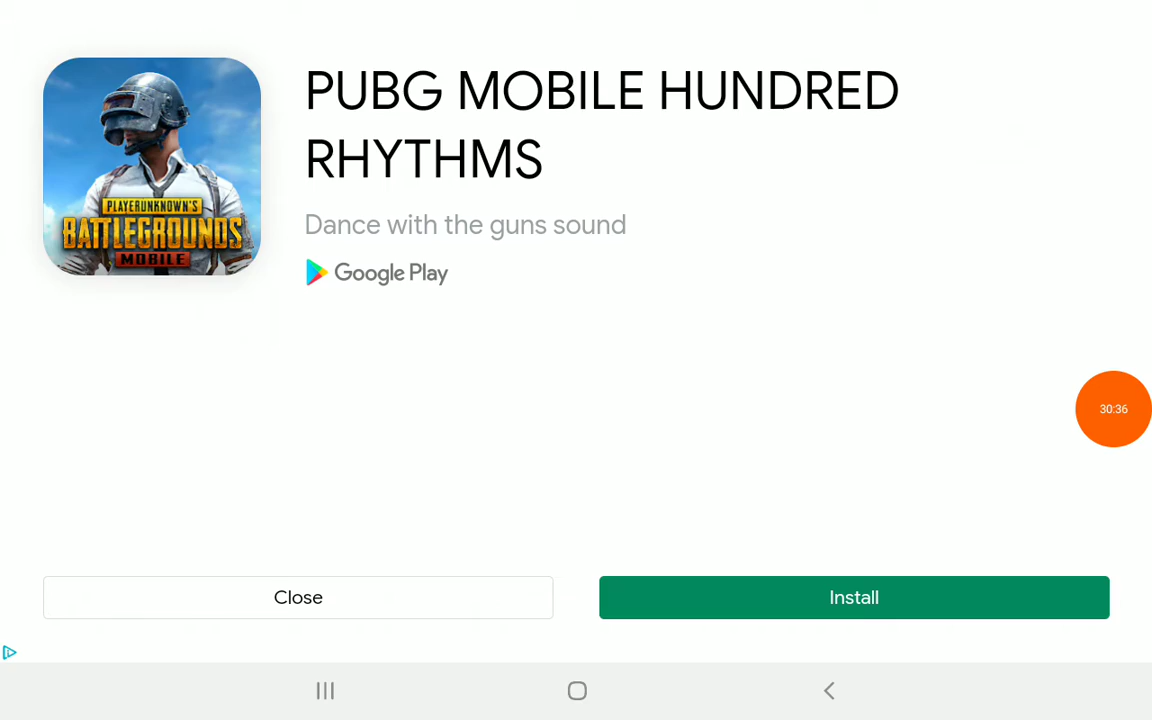 PUBG MOBILE HUNDRED
RHYTHMS
Dance with the guns sound
Google Play
PLAYERUNKNOWN'S
BATTLEGROUNDS
MOBILE
30:36
Close
Install